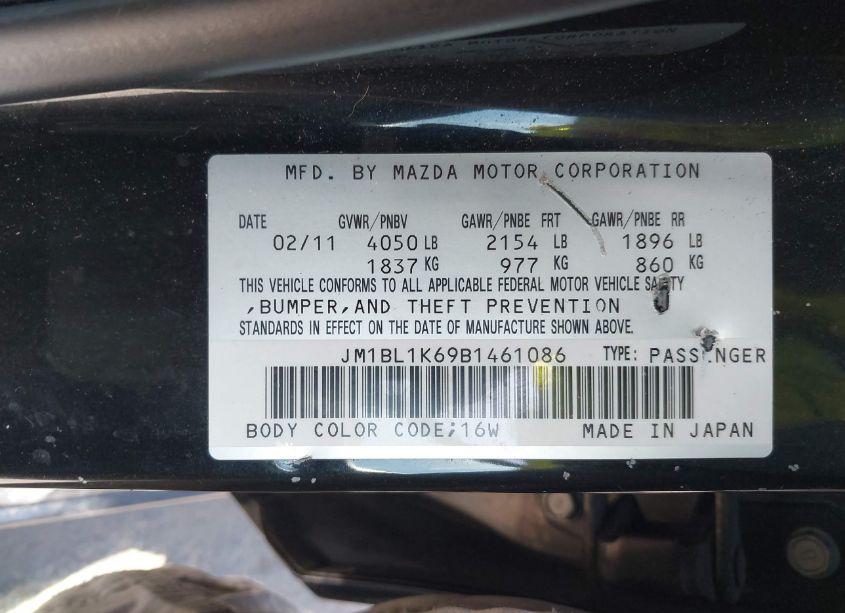 MFD. BY MAZDA MOTOR CORPORATION
DATE GVWR/PNBV GAWR/PNBE FRT GAWR/PNBE RR
02/11 4050 LB 2154 LB 1896 LB
1837 KG 977 KG 860 KG
THIS VEHICLE CONFORMS TO ALL APPLICABLE FEDERAL MOTOR VEHICLE SAFETY
,BUMPER,AND THEFT PREVENTION
STANDARDS IN EFFECT ON THE DATE OF MANUFACTURE SHOWN ABOVE.
JM1BL1K69B1461086 TYPE: PASSENGER
BODY COLOR CODE;16W MADE IN JAPAN